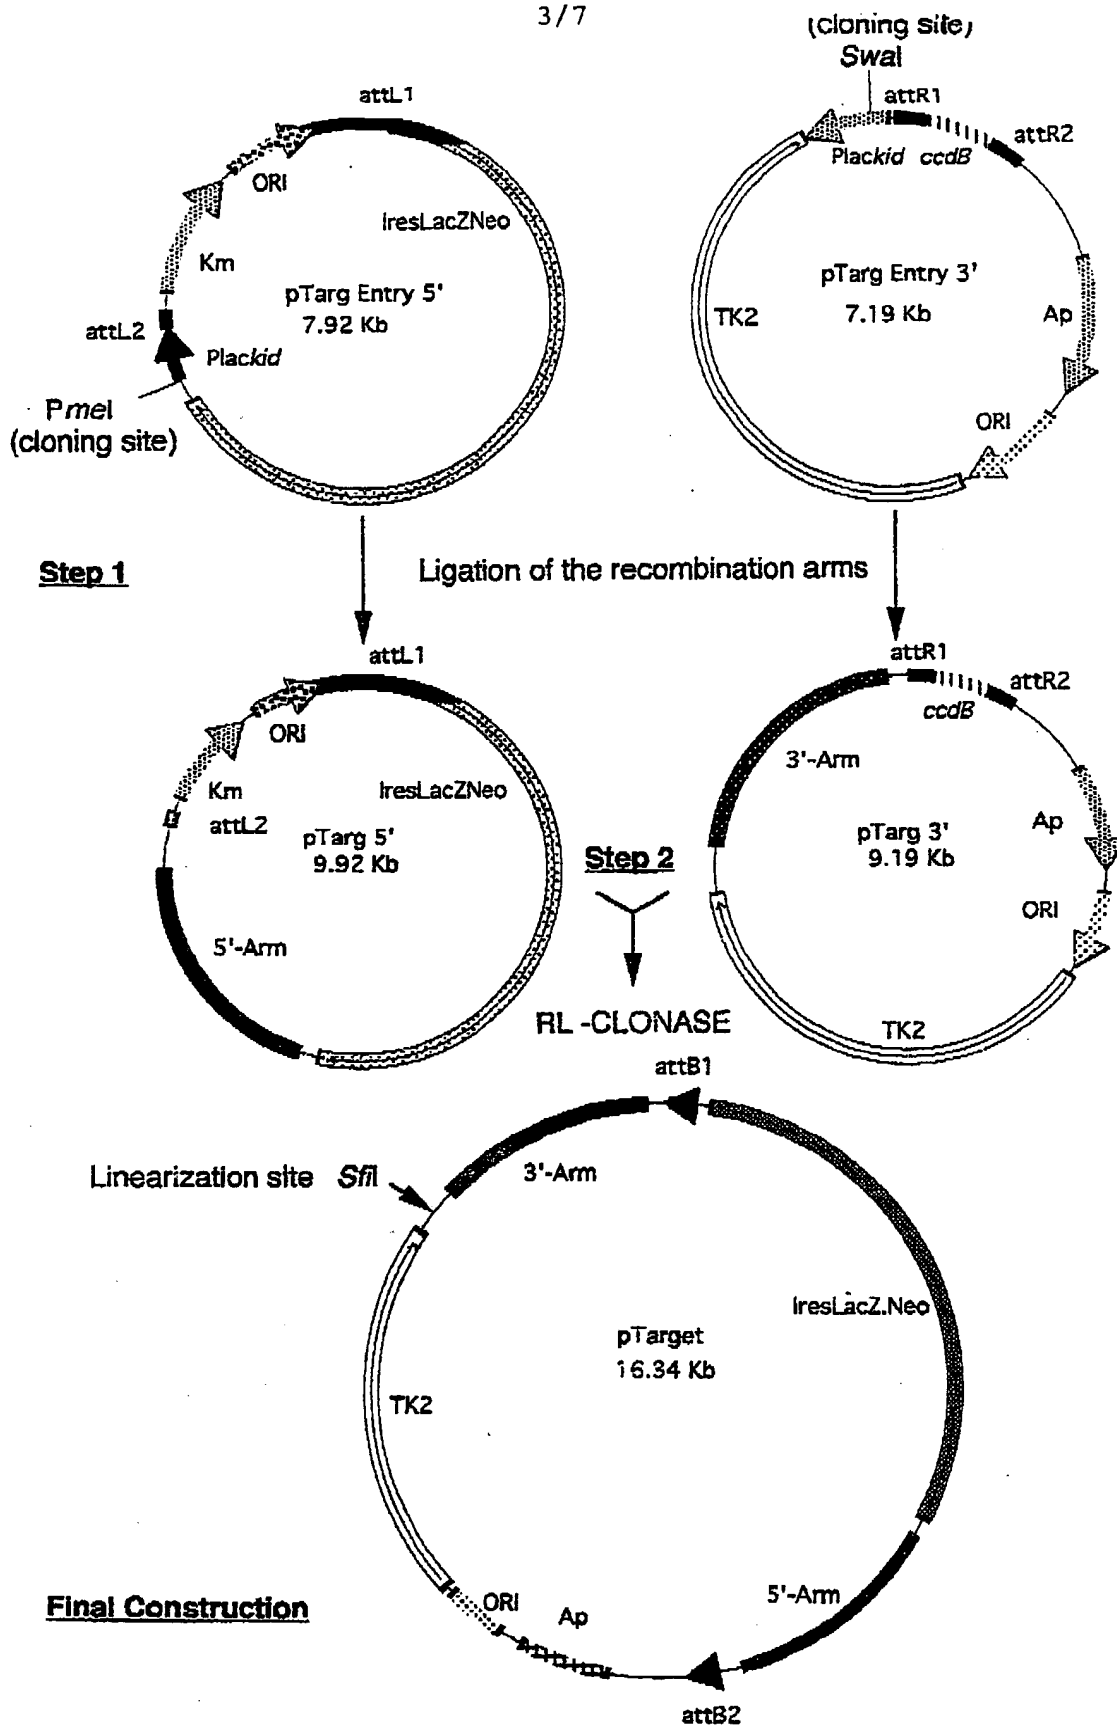 3/7
(cloning site)
SwaI
attL1
attR1
attR2
ORI
Plackid ccdB
IresLacZNeo
Km
pTarg Entry 5'
7.92 Kb
pTarg Entry 3'
7.19 Kb
TK2
Ap
attL2
Plackid
PmeI
(cloning site)
ORI
Step 1
Ligation of the recombination arms
attL1
attR1
attR2
ccdB
ORI
3'-Arm
Km
IresLacZNeo
attL2
pTarg 5'
9.92 Kb
Step 2
pTarg 3'
9.19 Kb
Ap
ORI
5'-Arm
RL -CLONASE
TK2
attB1
Linearization site SfiI
3'-Arm
IresLacZ.Neo
pTarget
16.34 Kb
TK2
5'-Arm
ORI
Ap
Final Construction
attB2